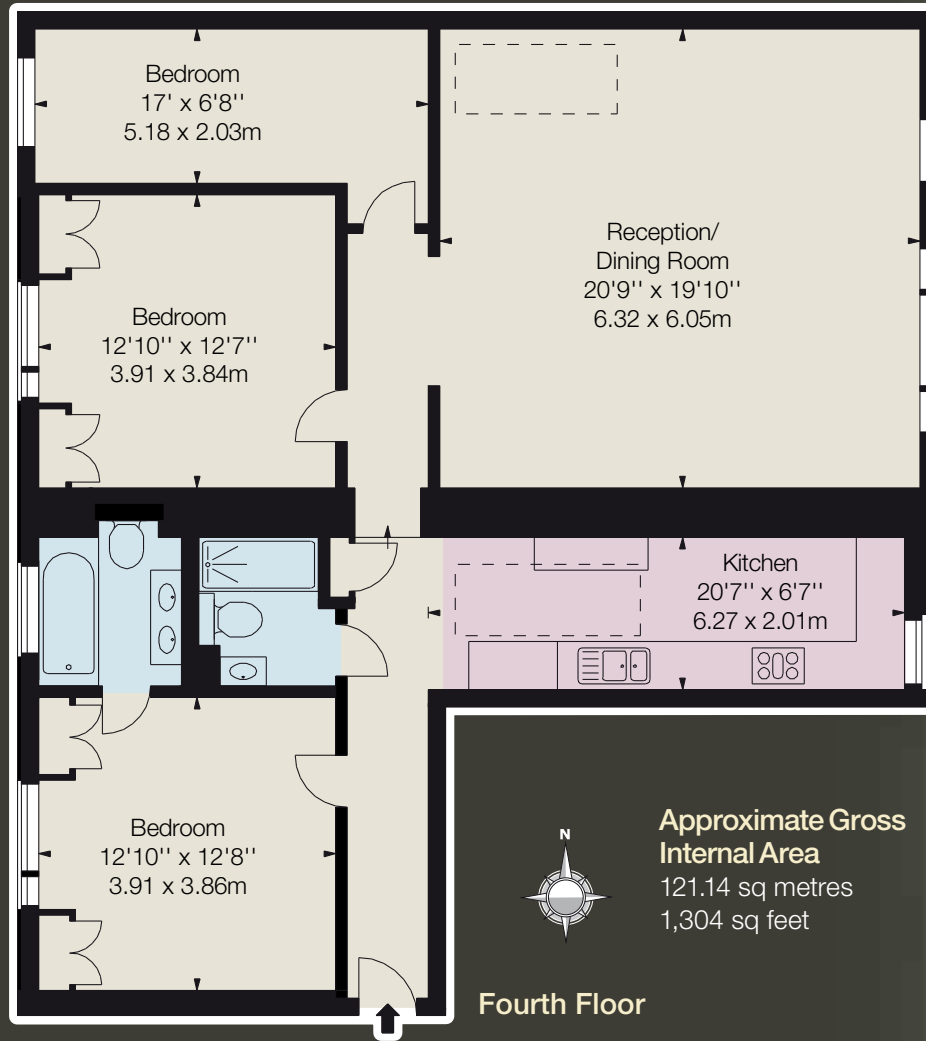 Bedroom
17' x 6'8''
5.18 x 2.03m
Reception/
Dining Room
20'9'' x 19'10''
6.32 x 6.05m
Bedroom
12'10'' x 12'7''
3.91 x 3.84m
Kitchen
20'7'' x 6'7''
6.27 x 2.01m
Bedroom
12'10'' x 12'8''
3.91 x 3.86m
N
Approximate Gross
Internal Area
121.14 sq metres
1,304 sq feet
Fourth Floor